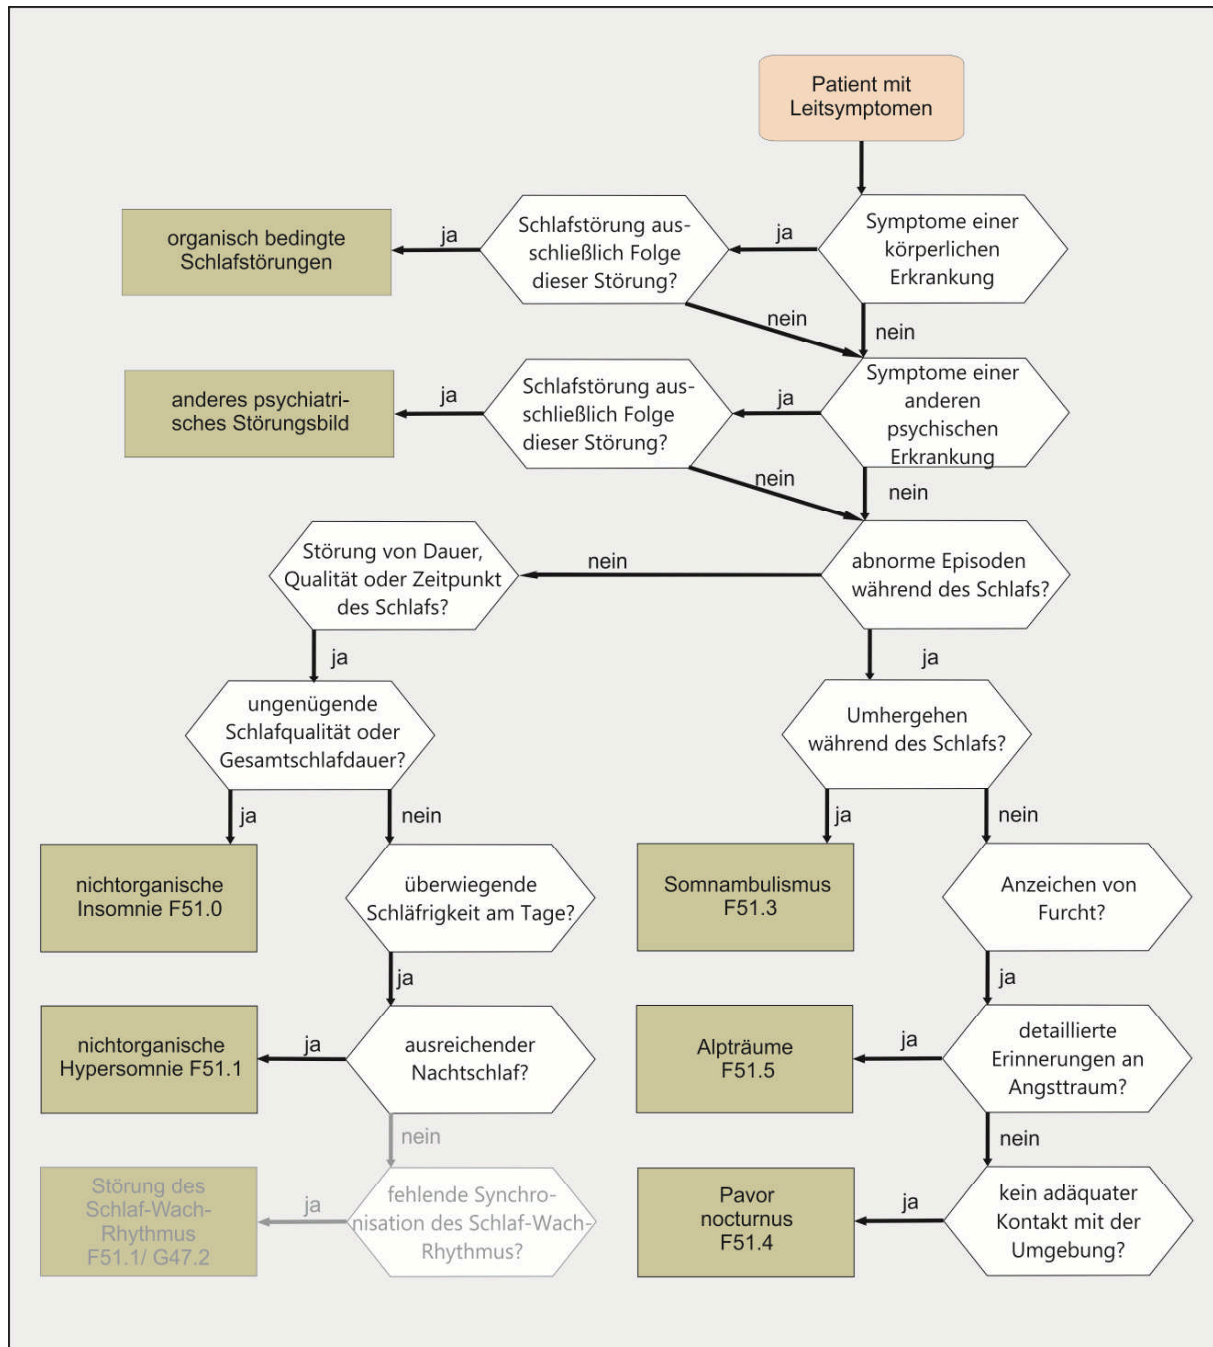 Patient mit
Leitsymptomen
Symptome einer
körperlichen
Erkrankung
ja
Schlafstörung aus-
schließlich Folge
dieser Störung?
ja
organisch bedingte
Schlafstörungen
nein
nein
Symptome einer
anderen
psychischen
Erkrankung
ja
Schlafstörung aus-
schließlich Folge
dieser Störung?
ja
anderes psychiatri-
sches Störungsbild
nein
nein
abnorme Episoden
während des Schlafs?
nein
Störung von Dauer,
Qualität oder Zeitpunkt
des Schlafs?
ja
ungenügende
Schlafqualität oder
Gesamtschlafdauer?
ja
nein
nichtorganische
Insomnie F51.0
überwiegende
Schläfrigkeit am Tage?
ja
ausreichender
Nachtschlaf?
ja
nichtorganische
Hypersomnie F51.1
nein
fehlende Synchro-
nisation des Schlaf-Wach-
Rhythmus?
ja
Störung des
Schlaf-Wach-
Rhythmus
F51.1/ G47.2
ja
Umhergehen
während des Schlafs?
ja
nein
Somnambulismus
F51.3
Anzeichen von
Furcht?
ja
detaillierte
Erinnerungen an
Angsttraum?
ja
Alpträume
F51.5
nein
kein adäquater
Kontakt mit der
Umgebung?
ja
Pavor
nocturnus
F51.4